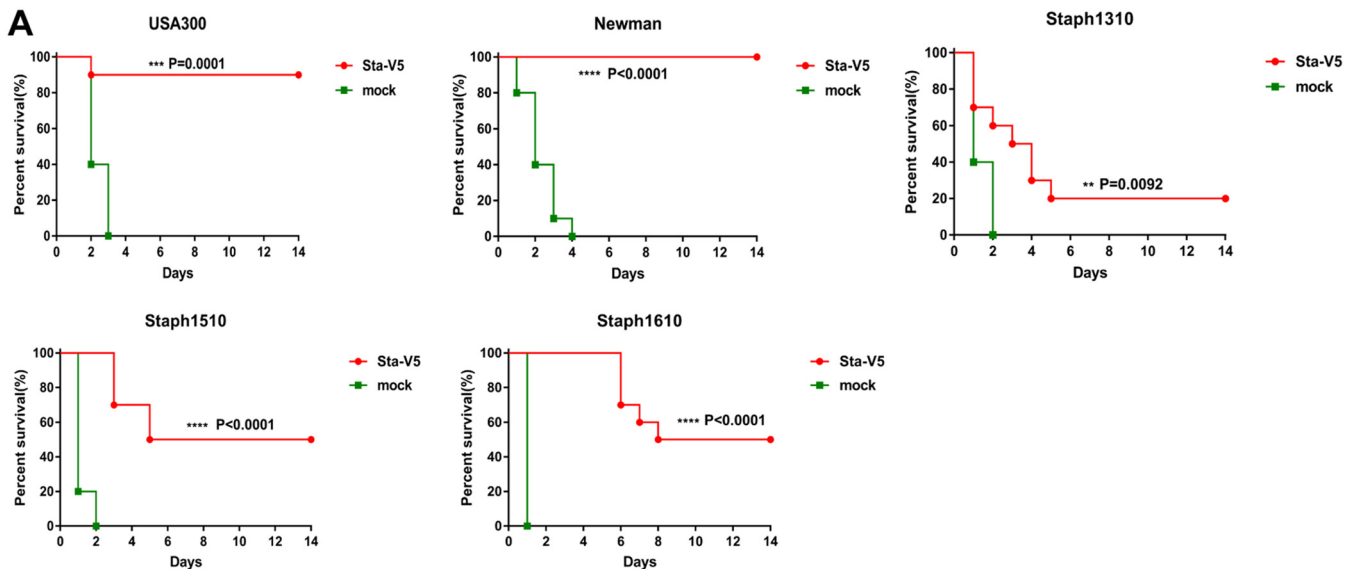 A
USA300
Percent survival(%)
100
80
60
40
20
0
0 2 4 6 8 10 12 14
Days
*** P=0.0001
Sta-V5
mock
Newman
Percent survival(%)
100
80
60
40
20
0
0 2 4 6 8 10 12 14
Days
**** P<0.0001
Sta-V5
mock
Staph1310
Percent survival(%)
100
80
60
40
20
0
0 2 4 6 8 10 12 14
Days
** P=0.0092
Sta-V5
mock
Staph1510
Percent survival(%)
100
80
60
40
20
0
0 2 4 6 8 10 12 14
Days
**** P<0.0001
Sta-V5
mock
Staph1610
Percent survival(%)
100
80
60
40
20
0
0 2 4 6 8 10 12 14
Days
**** P<0.0001
Sta-V5
mock